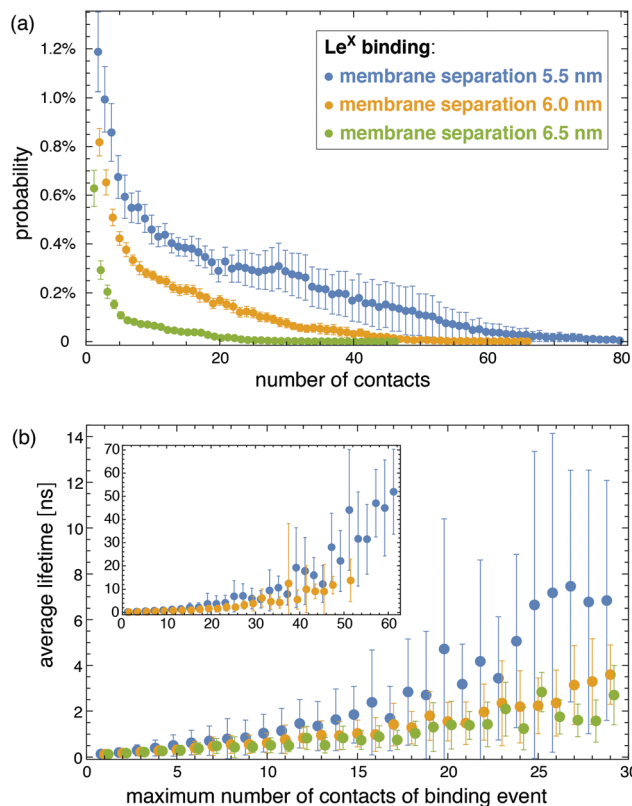 (a)
Le^X binding:
membrane separation 5.5 nm
membrane separation 6.0 nm
membrane separation 6.5 nm
1.2%
1.0%
0.8%
0.6%
0.4%
0.2%
0
probability
0 20 40 60 80
number of contacts
(b)
14
12
10
8
6
4
2
0
average lifetime [ns]
70
60
50
40
30
20
10
0
0 10 20 30 40 50 60
0 5 10 15 20 25 30
maximum number of contacts of binding event